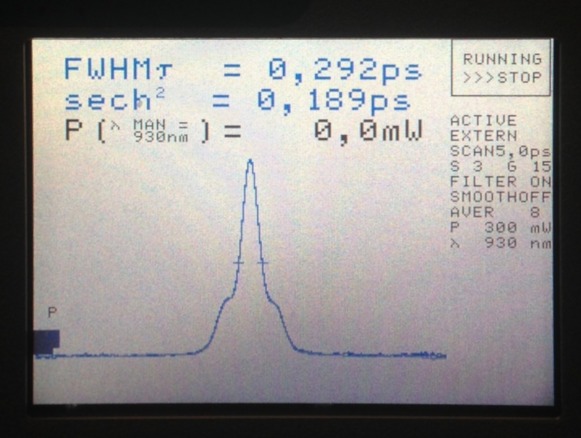 FWHMτ = 0,292ps
sech² = 0,189ps
P (λ MAN = 930nm) = 0,0mW
RUNNING
>>>STOP
ACTIVE
EXTERN
SCAN5,0ps
S 3 G 15
FILTER ON
SMOOTHOFF
AVER 8
P 300 mW
λ 930 nm
P